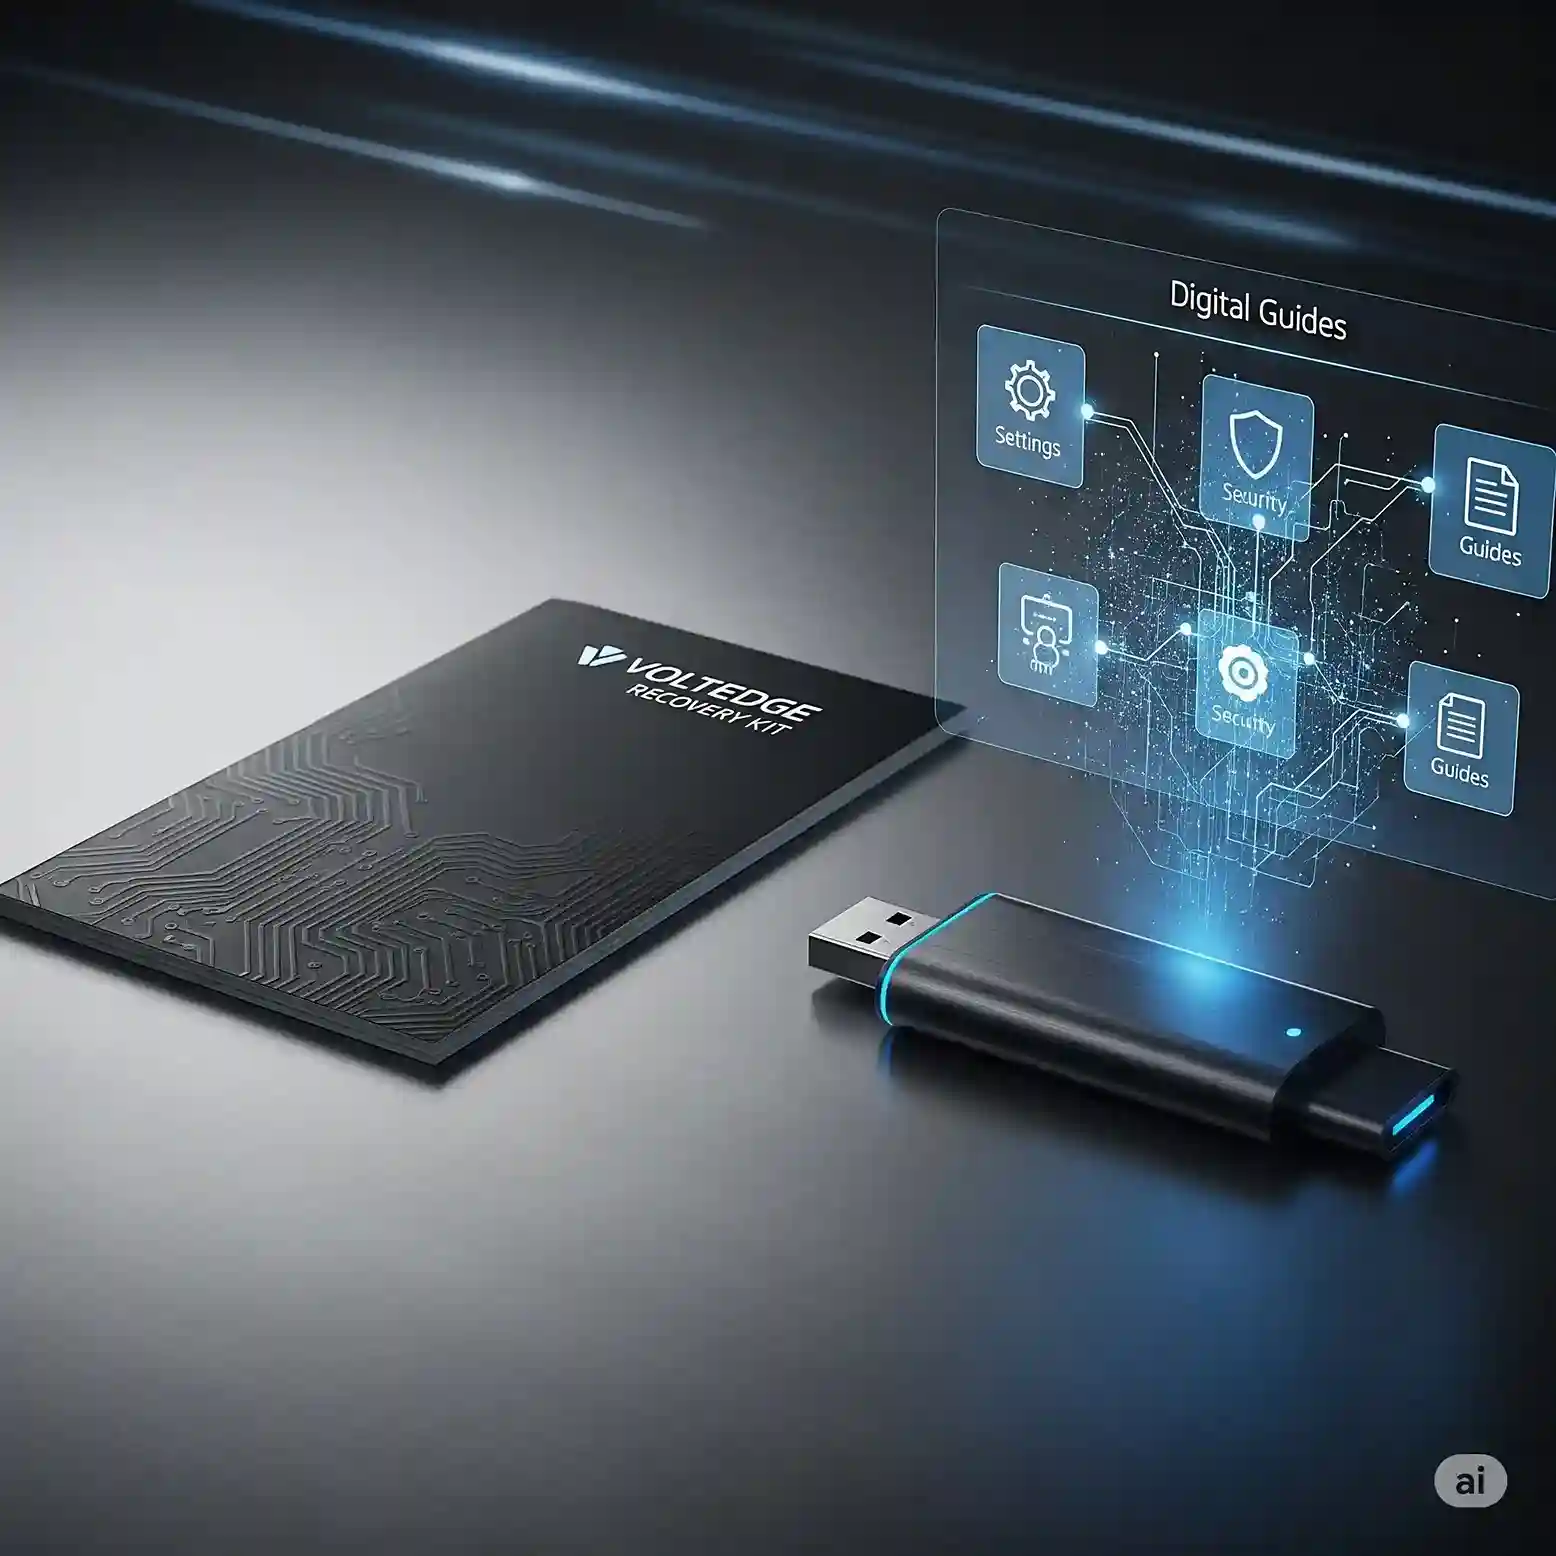 VOLTEDGE
RECOVERY KIT
Digital Guides
Settings
Security
Guides
Security
Guides
ai